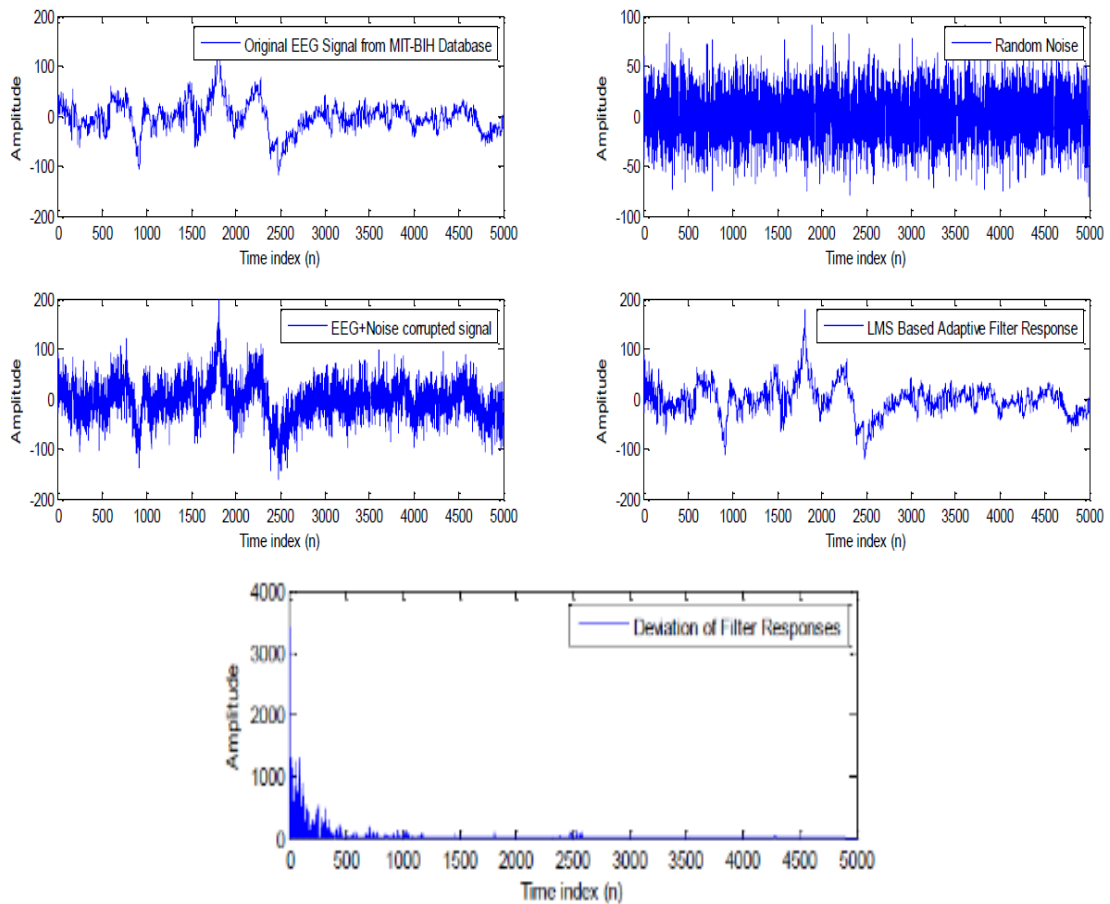 200
100
0
-100
-200
Amplitude
Original EEG Signal from MIT-BIH Database
0 500 1000 1500 2000 2500 3000 3500 4000 4500 5000
Time index (n)
100
50
0
-50
-100
Amplitude
Random Noise
0 500 1000 1500 2000 2500 3000 3500 4000 4500 5000
Time index (n)
200
100
0
-100
-200
Amplitude
EEG+Noise corrupted signal
0 500 1000 1500 2000 2500 3000 3500 4000 4500 5000
Time index (n)
200
100
0
-100
-200
Amplitude
LMS Based Adaptive Filter Response
0 500 1000 1500 2000 2500 3000 3500 4000 4500 5000
Time index (n)
4000
3000
2000
1000
0
Amplitude
Deviation of Filter Responses
0 500 1000 1500 2000 2500 3000 3500 4000 4500 5000
Time index (n)